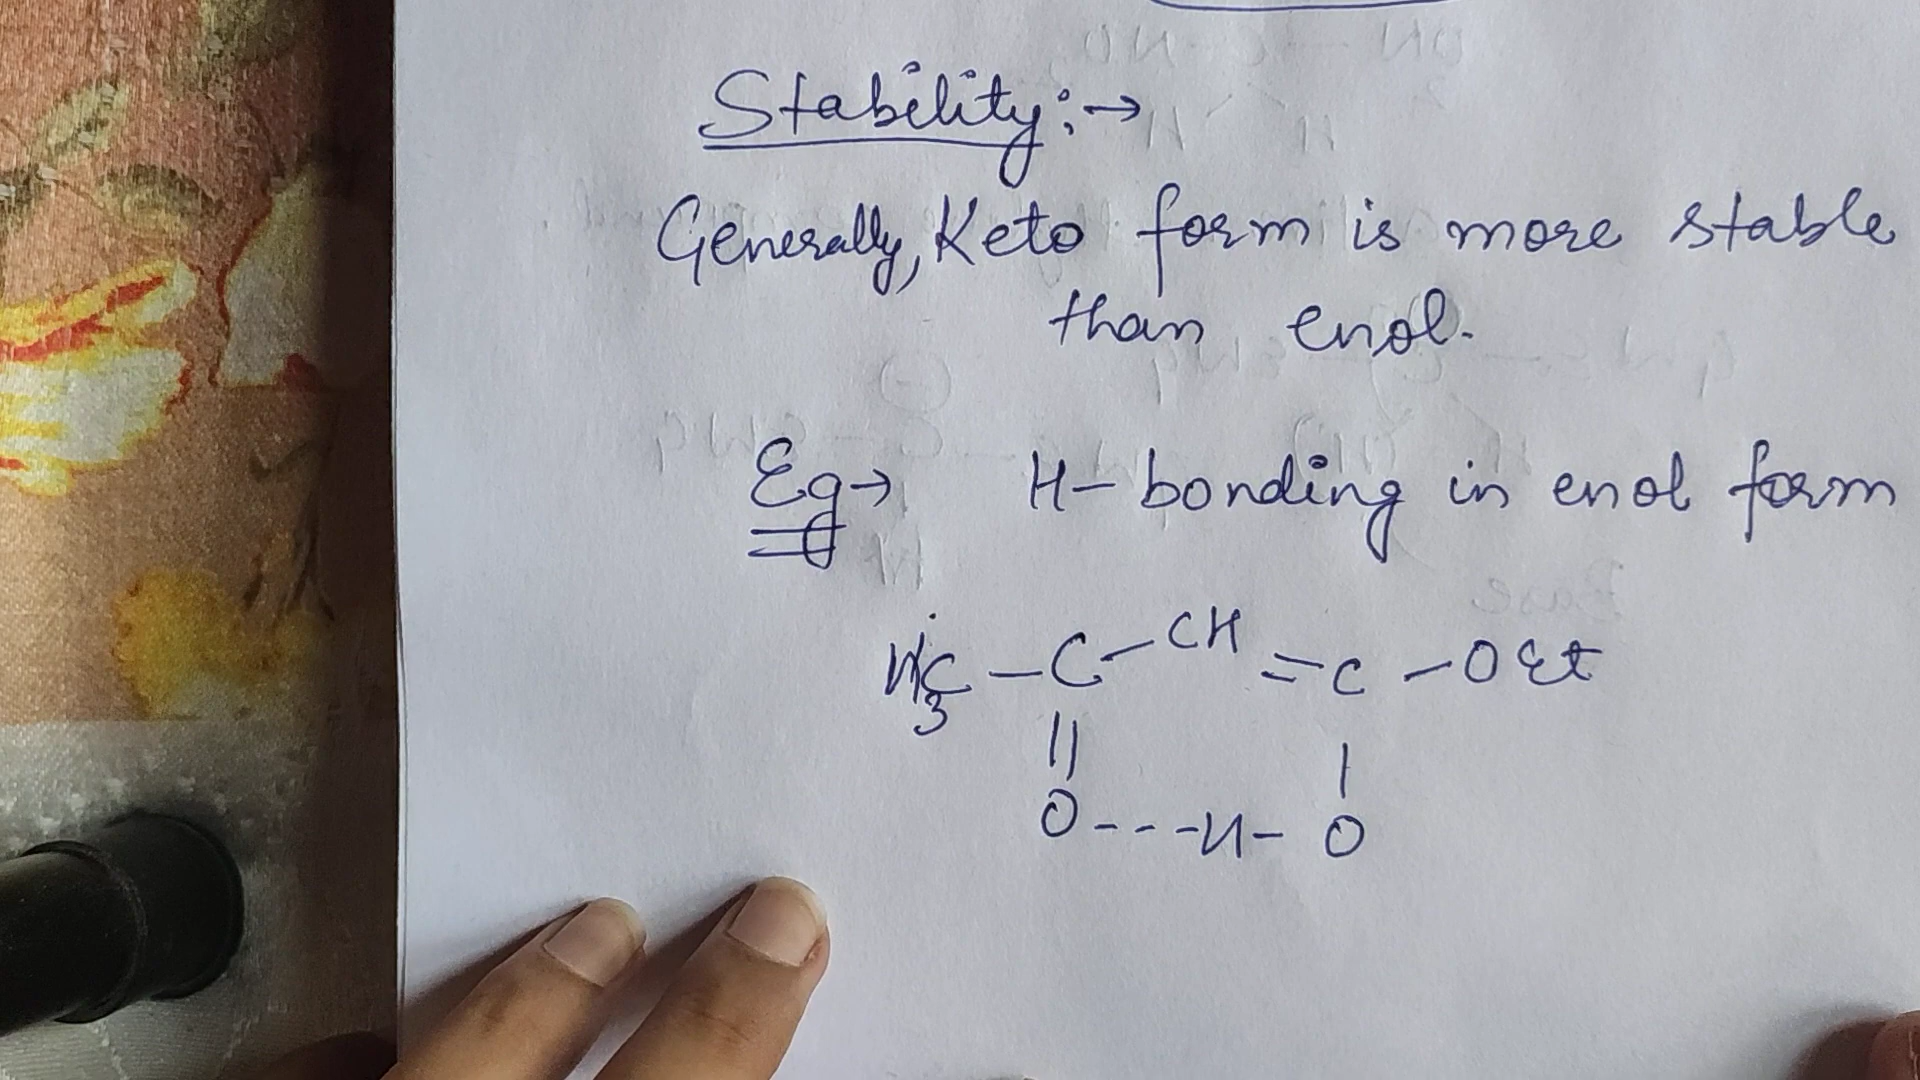 Stability:→
Generally, Keto form is more stable
than enol.
Eg→ H-bonding in enol form
H3C - C - CH = C - OEt
|| |
O --- H - O